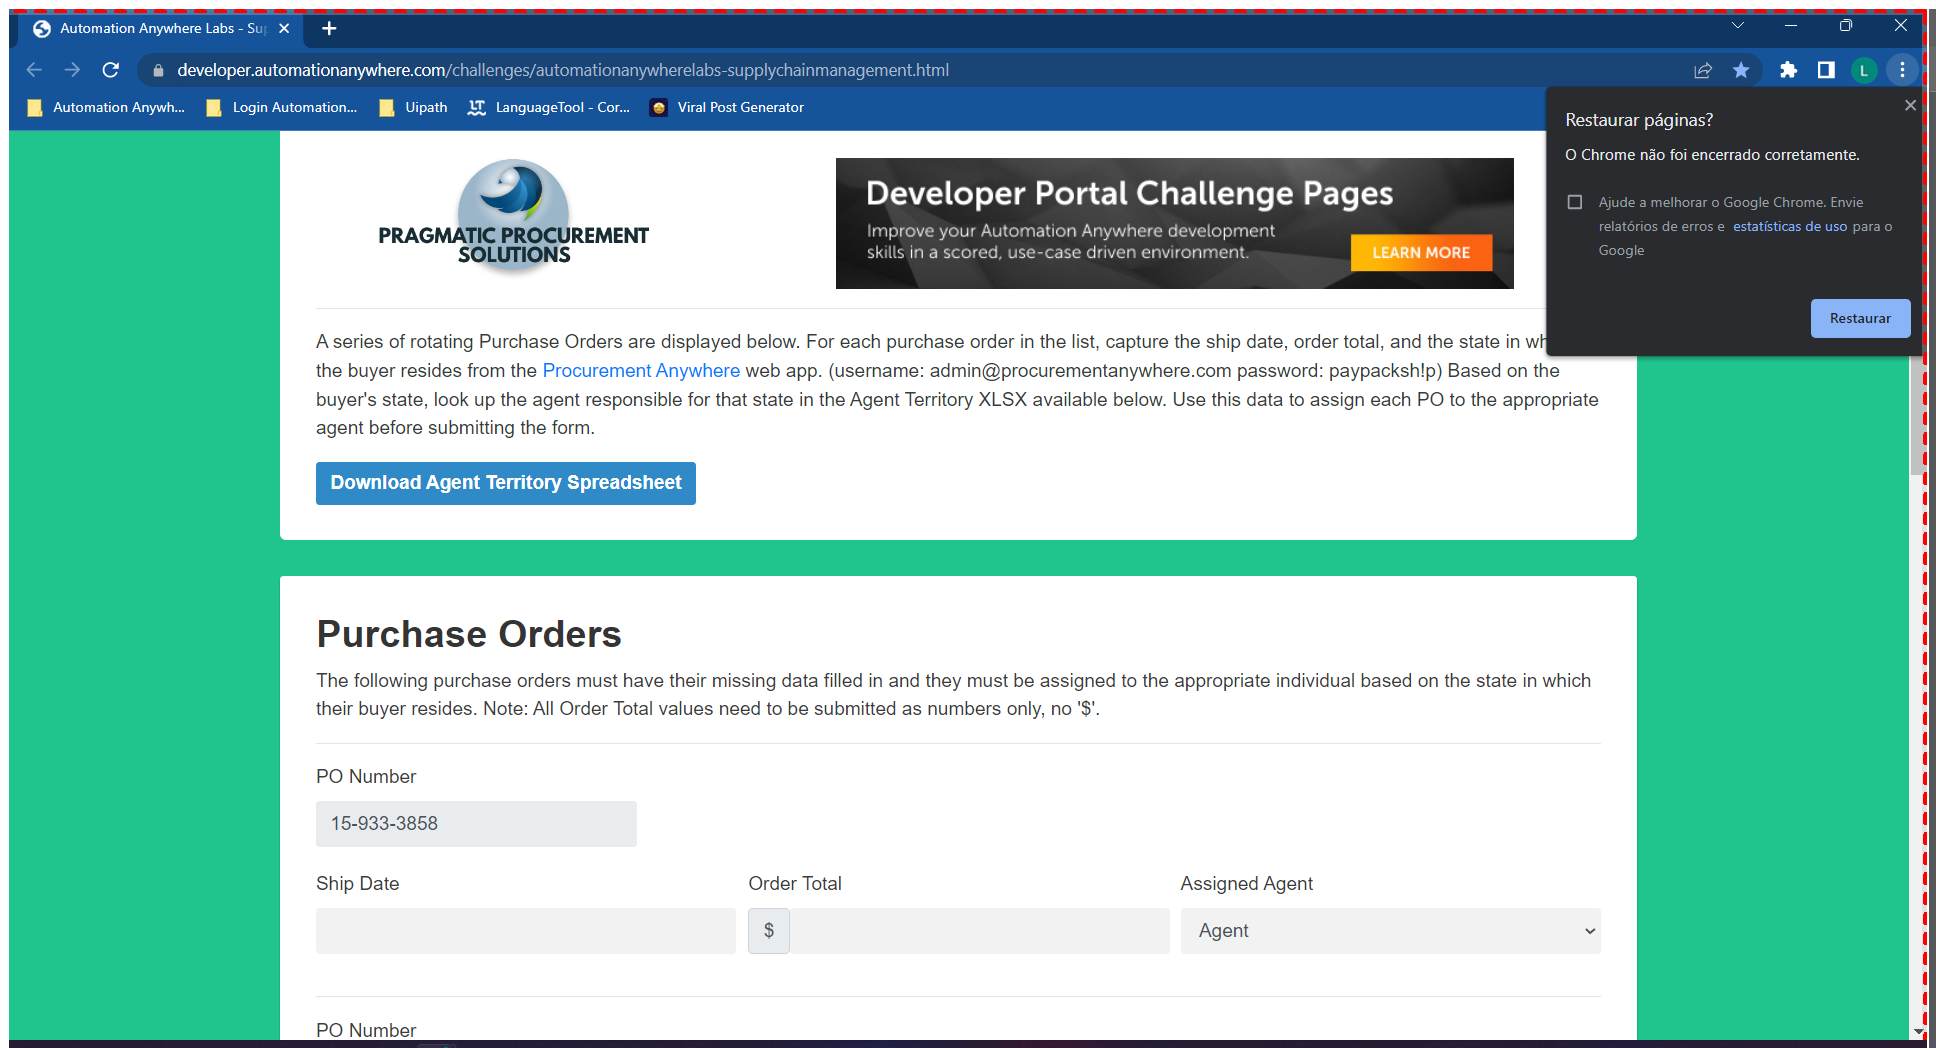 Automation Anywhere Labs - Sup
developer.automationanywhere.com/challenges/automationanywherelabs-supplychainmanagement.html
L
Automation Anywh...
Login Automation...
Uipath
LT
LanguageTool - Cor...
Viral Post Generator
Restaurar páginas?
O Chrome não foi encerrado corretamente.
Ajude a melhorar o Google Chrome. Envie
relatórios de erros e estatísticas de uso para o
Google
Restaurar
PRAGMATIC PROCUREMENT
SOLUTIONS
Developer Portal Challenge Pages
Improve your Automation Anywhere development
skills in a scored, use-case driven environment.
LEARN MORE
A series of rotating Purchase Orders are displayed below. For each purchase order in the list, capture the ship date, order total, and the state in wh
the buyer resides from the Procurement Anywhere web app. (username: admin@procurementanywhere.com password: paypacksh!p) Based on the
buyer's state, look up the agent responsible for that state in the Agent Territory XLSX available below. Use this data to assign each PO to the appropriate
agent before submitting the form.
Download Agent Territory Spreadsheet
Purchase Orders
The following purchase orders must have their missing data filled in and they must be assigned to the appropriate individual based on the state in which
their buyer resides. Note: All Order Total values need to be submitted as numbers only, no '$'.
PO Number
15-933-3858
Ship Date
Order Total
Assigned Agent
$
Agent
PO Number